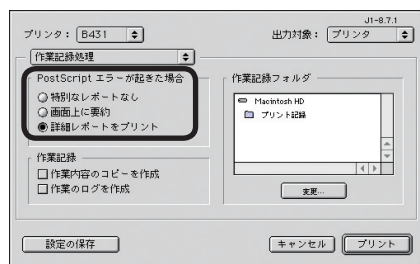 J1-8.7.1
プリンタ： B431
出力対象： プリンタ
作業記録処理
PostScript エラーが起きた場合
特別なレポートなし
画面上に要約
詳細レポートをプリント
作業記録
作業内容のコピーを作成
作業のログを作成
作業記録フォルダ
Macintosh HD
プリント記録
変更...
設定の保存
キャンセル
プリント